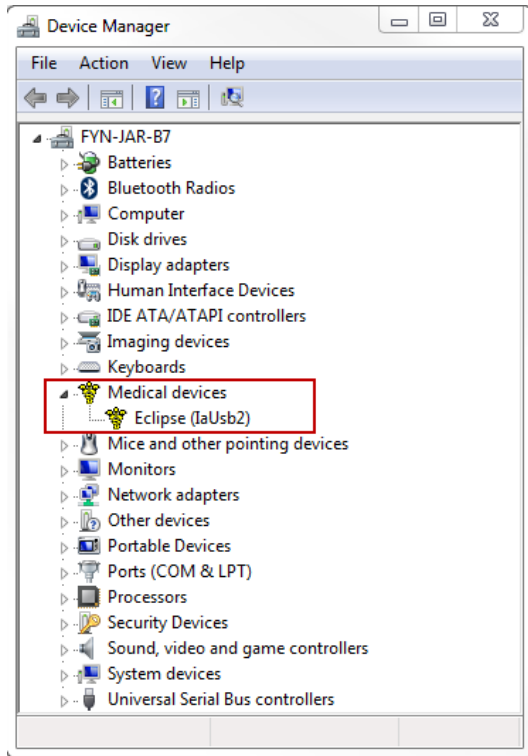 Device Manager
File Action View Help
FYN-JAR-B7
Batteries
Bluetooth Radios
Computer
Disk drives
Display adapters
Human Interface Devices
IDE ATA/ATAPI controllers
Imaging devices
Keyboards
Medical devices
Eclipse (IaUsb2)
Mice and other pointing devices
Monitors
Network adapters
Other devices
Portable Devices
Ports (COM & LPT)
Processors
Security Devices
Sound, video and game controllers
System devices
Universal Serial Bus controllers